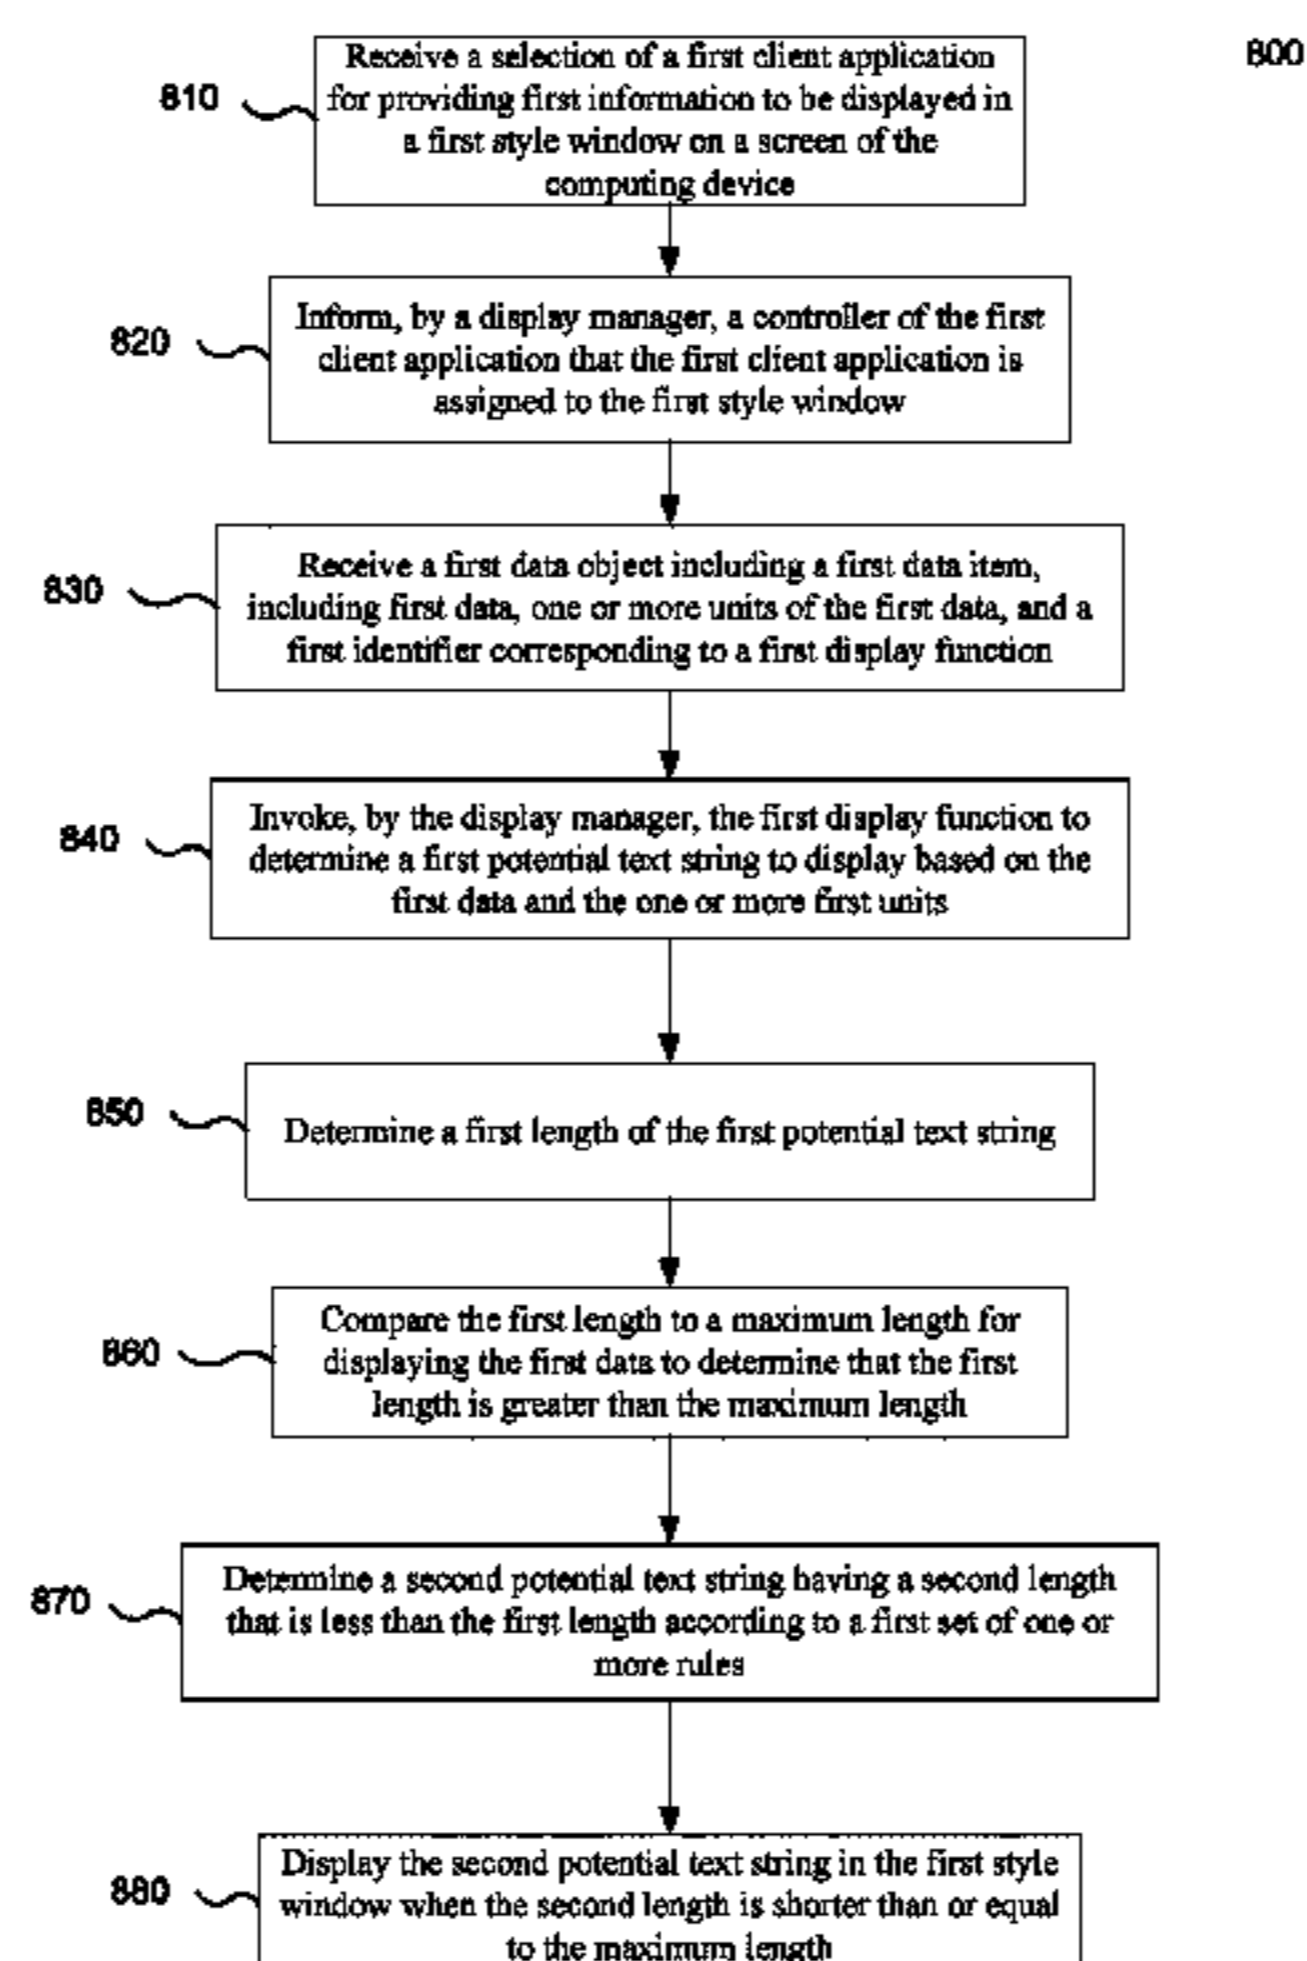 800
810
Receive a selection of a first client application
for providing first information to be displayed in
a first style window on a screen of the
computing device
820
Inform, by a display manager, a controller of the first
client application that the first client application is
assigned to the first style window
830
Receive a first data object including a first data item,
including first data, one or more units of the first data, and a
first identifier corresponding to a first display function
840
Invoke, by the display manager, the first display function to
determine a first potential text string to display based on the
first data and the one or more first units
850
Determine a first length of the first potential text string
860
Compare the first length to a maximum length for
displaying the first data to determine that the first
length is greater than the maximum length
870
Determine a second potential text string having a second length
that is less than the first length according to a first set of one or
more rules
880
Display the second potential text string in the first style
window when the second length is shorter than or equal
to the maximum length